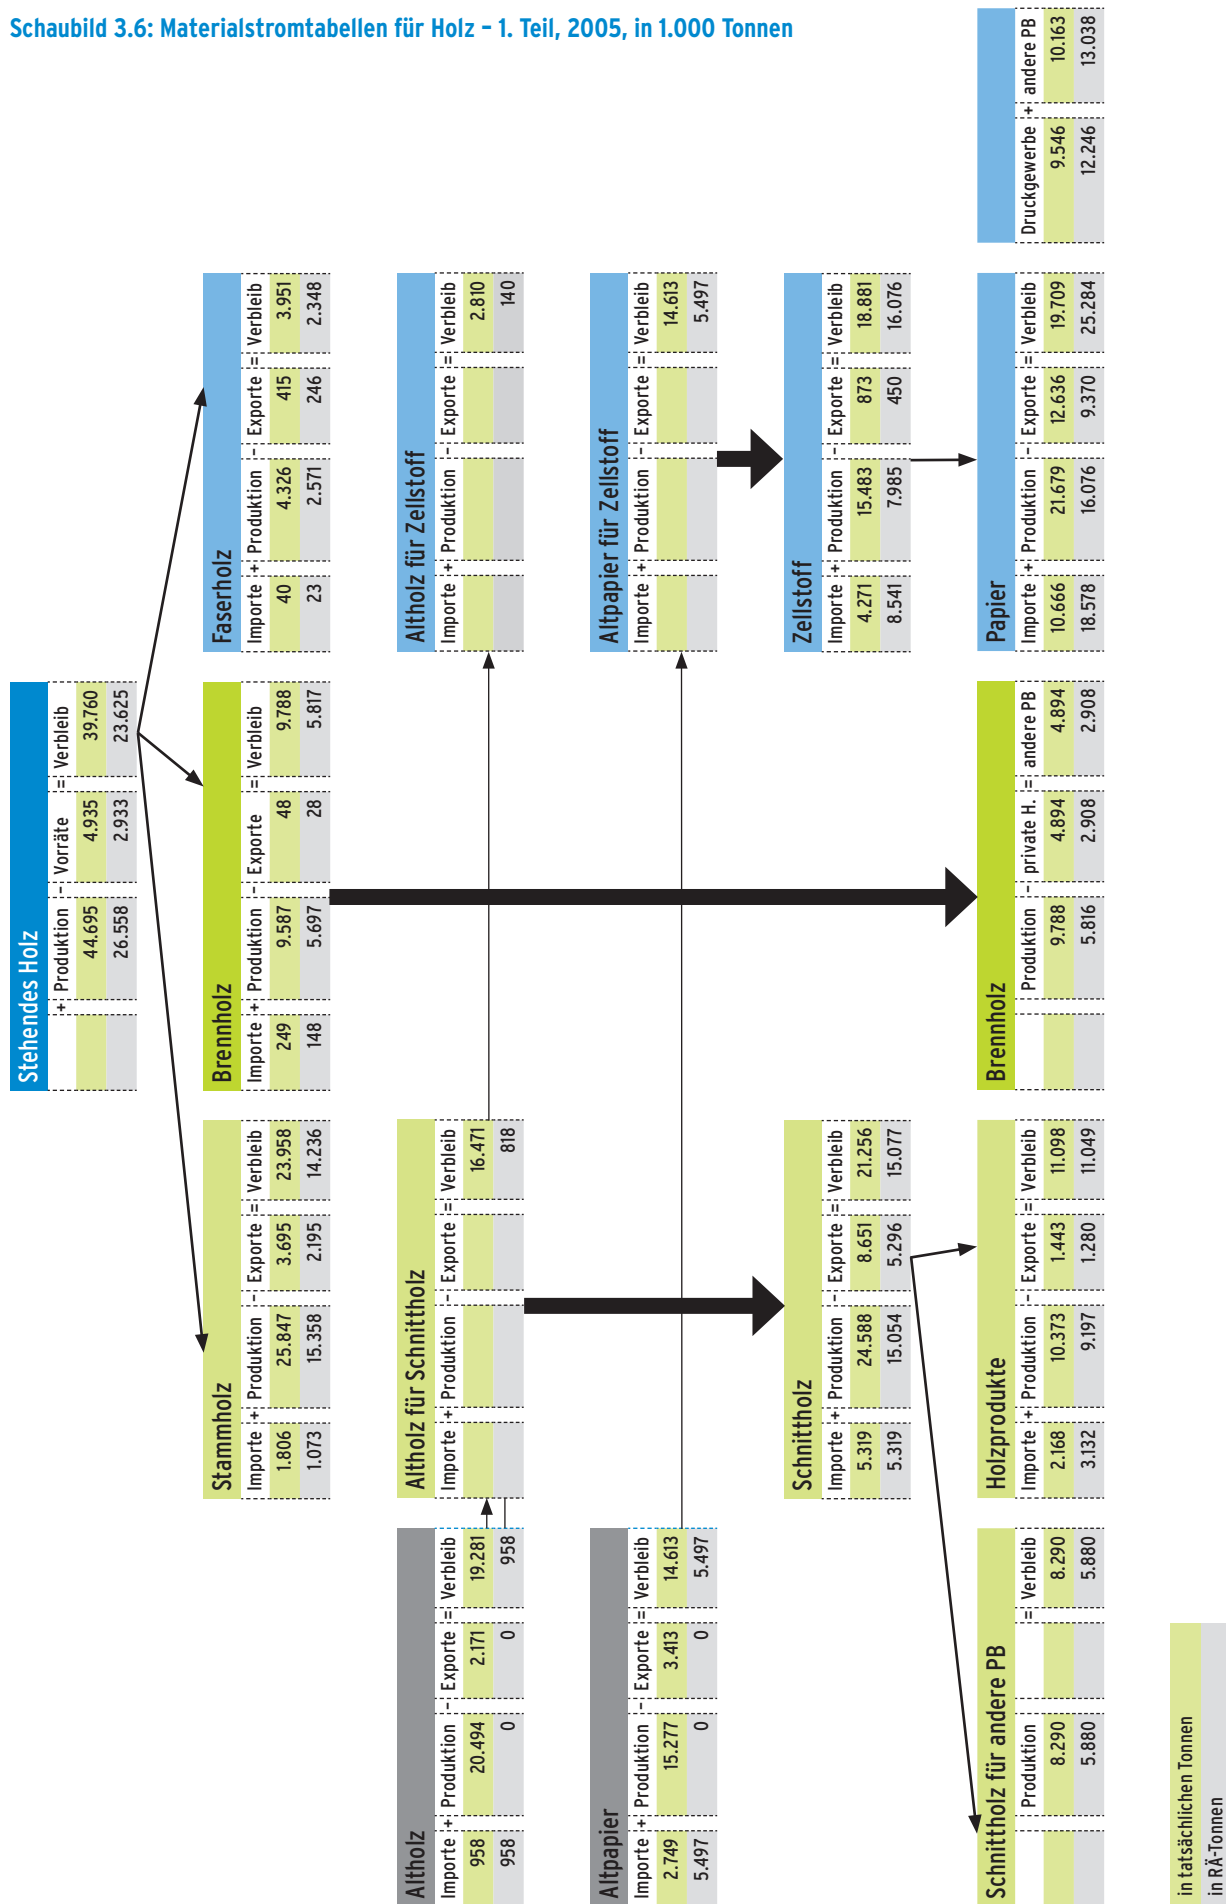 Schaubild 3.6: Materialstromtabellen für Holz – 1. Teil, 2005, in 1.000 Tonnen
Stehendes Holz
+ Produktion – Vorräte = Verbleib
44.695 4.935 39.760
26.558 2.933 23.625
Stammholz
Importe + Produktion – Exporte = Verbleib
1.806 25.847 3.695 23.958
1.073 15.358 2.195 14.236
Brennholz
Importe + Produktion – Exporte = Verbleib
249 9.587 48 9.788
148 5.697 28 5.817
Faserholz
Importe + Produktion – Exporte = Verbleib
40 4.326 415 3.951
23 2.571 246 2.348
Altholz
Importe + Produktion – Exporte = Verbleib
958 20.494 2.171 19.281
958 0 0 958
Altholz für Schnittholz
Importe + Produktion – Exporte = Verbleib
16.471
818
Altholz für Zellstoff
Importe + Produktion – Exporte = Verbleib
2.810
140
Altpapier
Importe + Produktion – Exporte = Verbleib
2.749 15.277 3.413 14.613
5.497 0 0 5.497
Altpapier für Zellstoff
Importe + Produktion – Exporte = Verbleib
14.613
5.497
Schnittholz
Importe + Produktion – Exporte = Verbleib
5.319 24.588 8.651 21.256
5.319 15.054 5.296 15.077
Zellstoff
Importe + Produktion – Exporte = Verbleib
4.271 15.483 873 18.881
8.541 7.985 450 16.076
Schnittholz für andere PB
Produktion = Verbleib
8.290 8.290
5.880 5.880
Holzprodukte
Importe + Produktion – Exporte = Verbleib
2.168 10.373 1.443 11.098
3.132 9.197 1.280 11.049
Brennholz
Produktion – private H. = andere PB
9.788 4.894 4.894
5.816 2.908 2.908
Papier
Importe + Produktion – Exporte = Verbleib
10.666 21.679 12.636 19.709
18.578 16.076 9.370 25.284
Druckgewerbe + andere PB
9.546 10.163
12.246 13.038
in tatsächlichen Tonnen
in RÄ-Tonnen